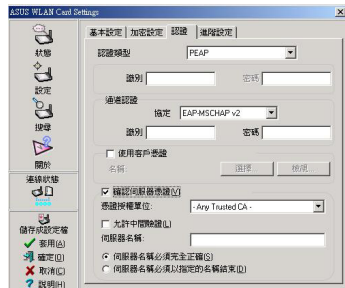 ASUS WLAN Card Settings
狀態
設定
搜尋
關於
連線狀態
儲存成設定檔
套用(A)
確定(O)
取消(C)
說明(H)
基本設定 加密設定 認證 進階設定
認證類型 PEAP
識別 密碼
通道認證
協定 EAP-MSCHAP v2
識別 密碼
使用客戶憑證
名稱: 選擇... 檢視...
確認伺服器憑證(V)
憑證授權單位: - Any Trusted CA -
允許中間驗證(L)
伺服器名稱:
伺服器名稱必須完全正確(S)
伺服器名稱必須以指定的名稱結束(D)